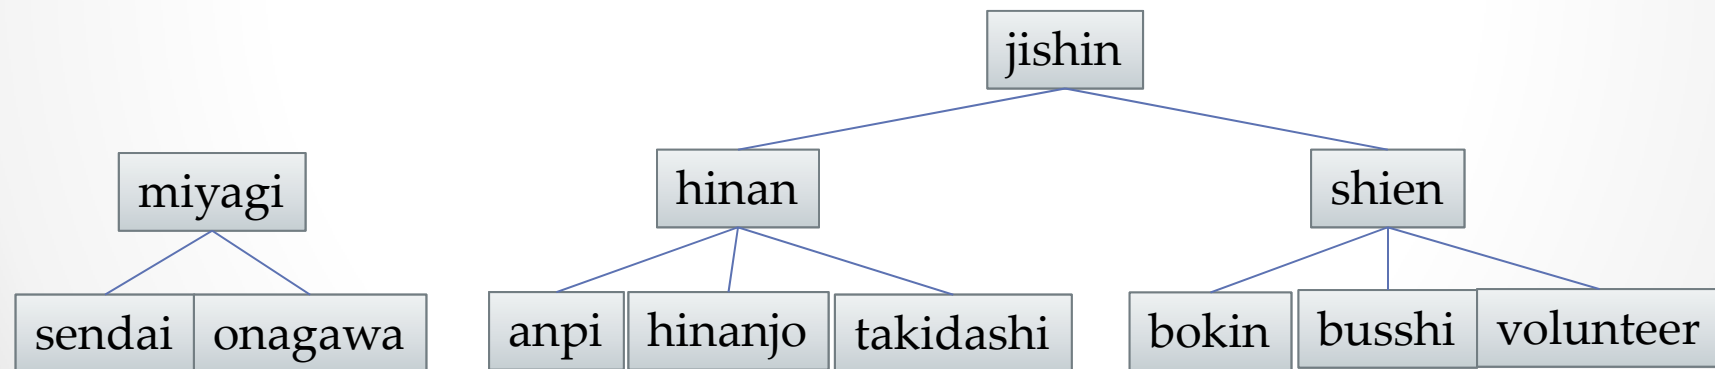 jishin
miyagi
hinan
shien
sendai
onagawa
anpi
hinanjo
takidashi
bokin
busshi
volunteer